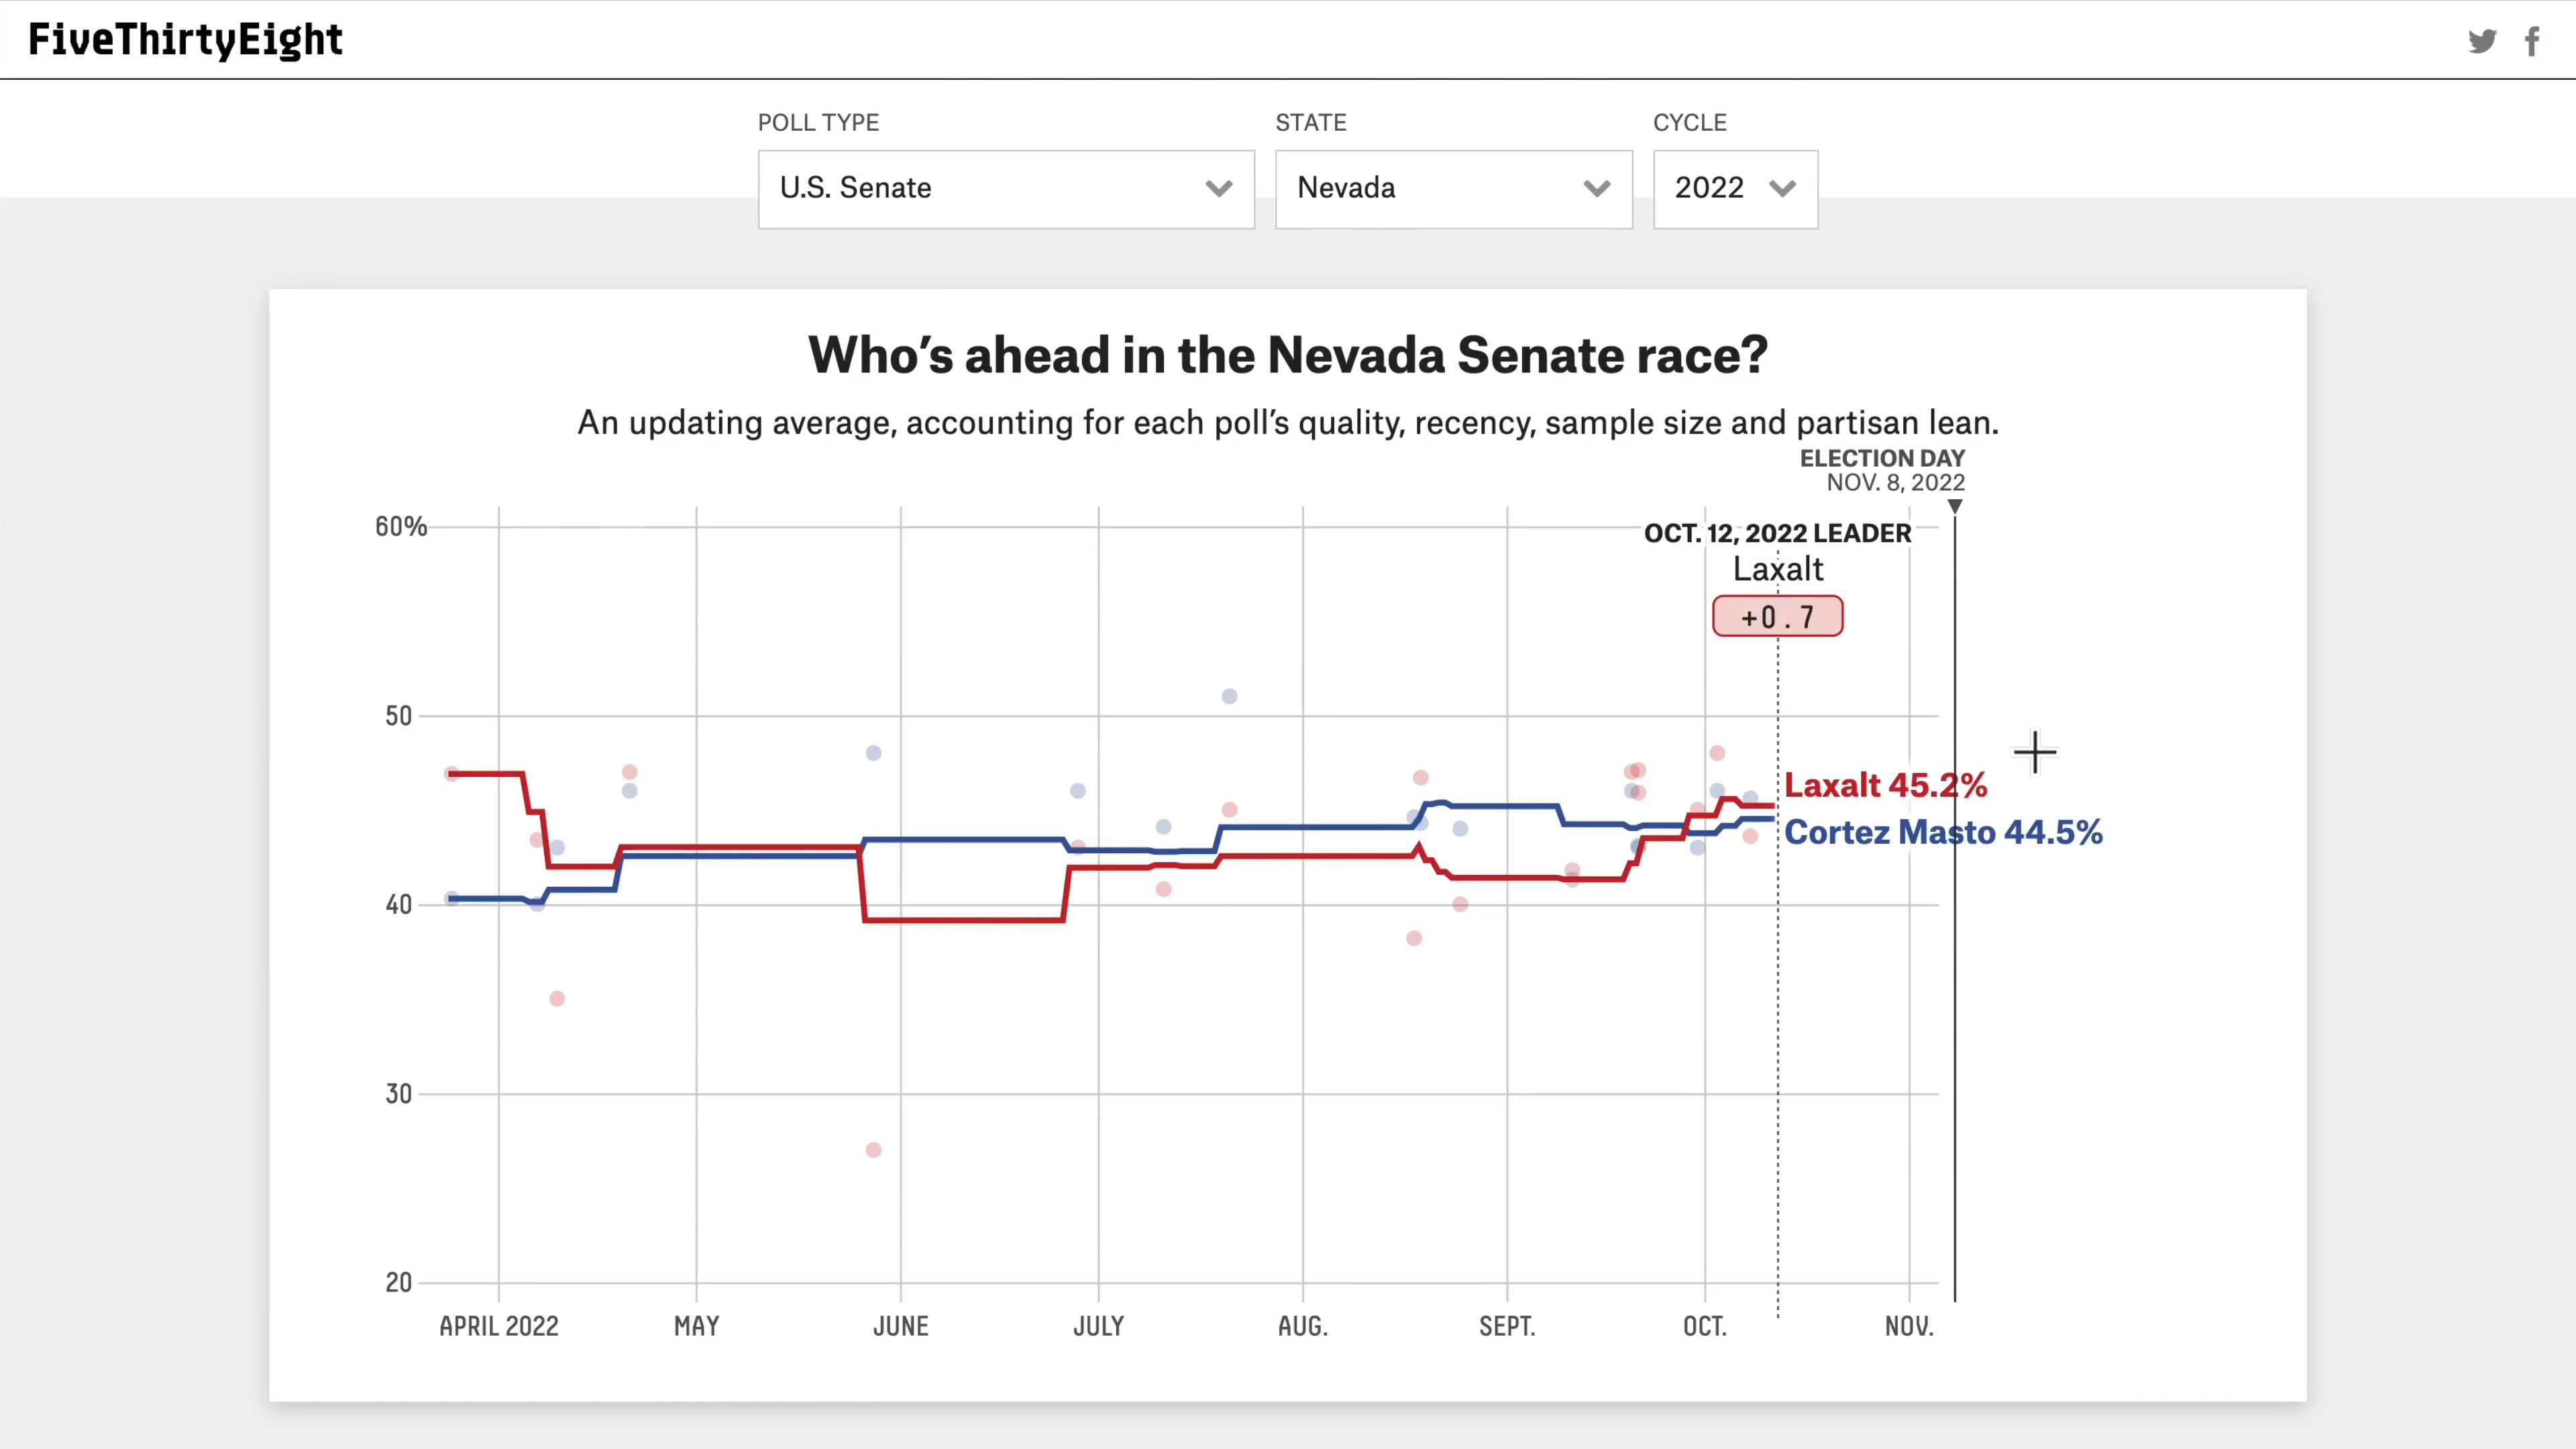 FiveThirtyEight
POLL TYPE
STATE
CYCLE
U.S. Senate
Nevada
2022
Who’s ahead in the Nevada Senate race?
An updating average, accounting for each poll’s quality, recency, sample size and partisan lean.
ELECTION DAY
NOV. 8, 2022
60%
OCT. 12, 2022 LEADER
Laxalt
+0.7
50
Laxalt 45.2%
Cortez Masto 44.5%
40
30
20
APRIL 2022
MAY
JUNE
JULY
AUG.
SEPT.
OCT.
NOV.